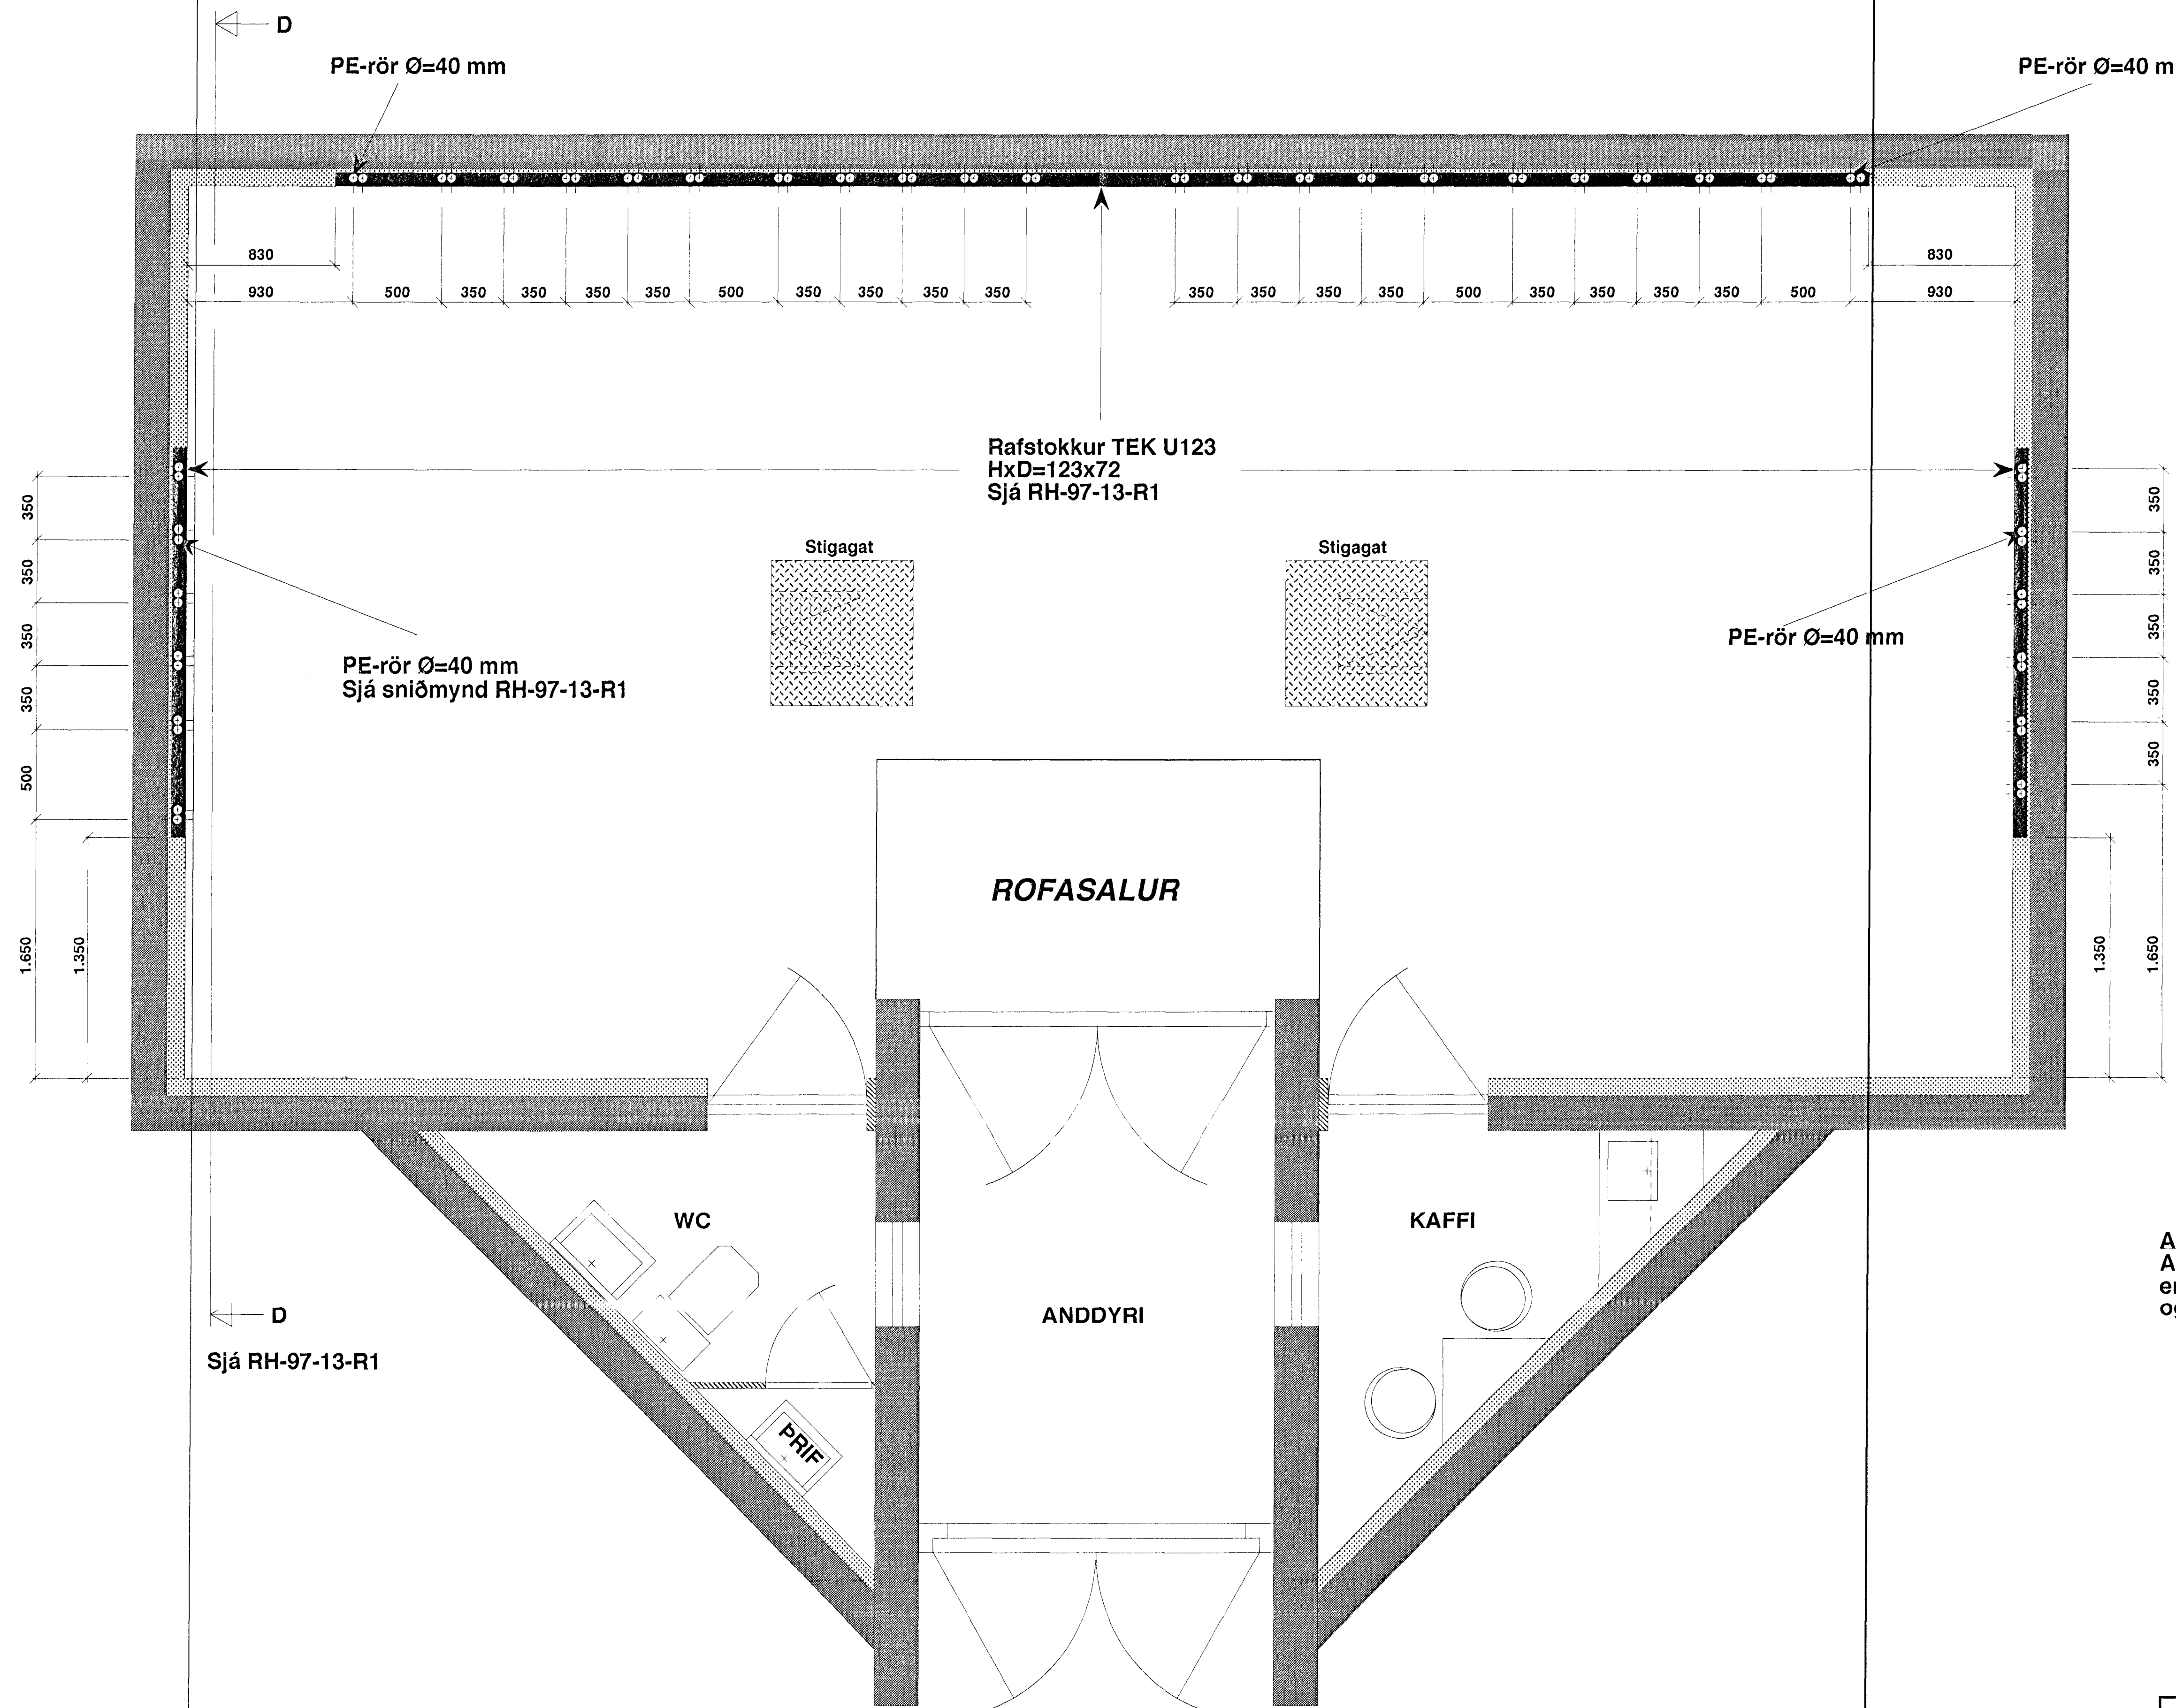 D
PE-rör Ø=40 mm
PE-rör Ø=40 m
830
830
930 500 350 350 350 350 500 350 350 350 350
350 350 350 350 500 350 350 350 350 500 930
Rafstokkur TEK U123
HxD=123x72
Sjá RH-97-13-R1
350
350
350
350
500
1.650
1.350
350
350
350
350
350
1.350
1.650
Stigagat
Stigagat
PE-rör Ø=40 mm
Sjá sniðmynd RH-97-13-R1
PE-rör Ø=40 mm
ROFASALUR
WC
KAFFI
ANDDYRI
D
Sjá RH-97-13-R1
ÞRIF